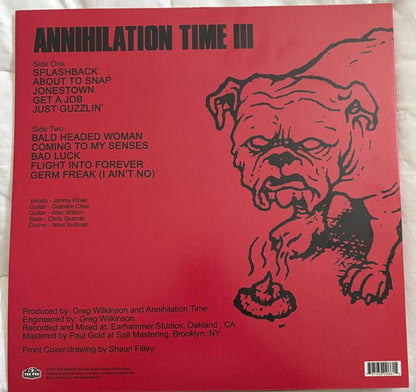 ANNIHILATION TIME III
Side One
SPLASHBACK
ABOUT TO SNAP
JONESTOWN
GET A JOB
JUST GUZZLIN'
Side Two
BALD HEADED WOMAN
COMING TO MY SENSES
BAD LUCK
FLIGHT INTO FOREVER
GERM FREAK (I AIN'T NO)
Vocals - Jimmy Rose
Guitar - Graham Clise
Guitar - Wes Wilson
Bass - Chris Grande
Drums - Noel Sullivan
Produced by: Greg Wilkinson and Annihilation Time
Engineered by: Greg Wilkinson
Recorded and Mixed at: Earhammer Studios, Oakland , CA.
Mastered by Paul Gold at Salt Mastering, Brooklyn, NY
Front Cover drawing by Shaun Filley
TEE PEE